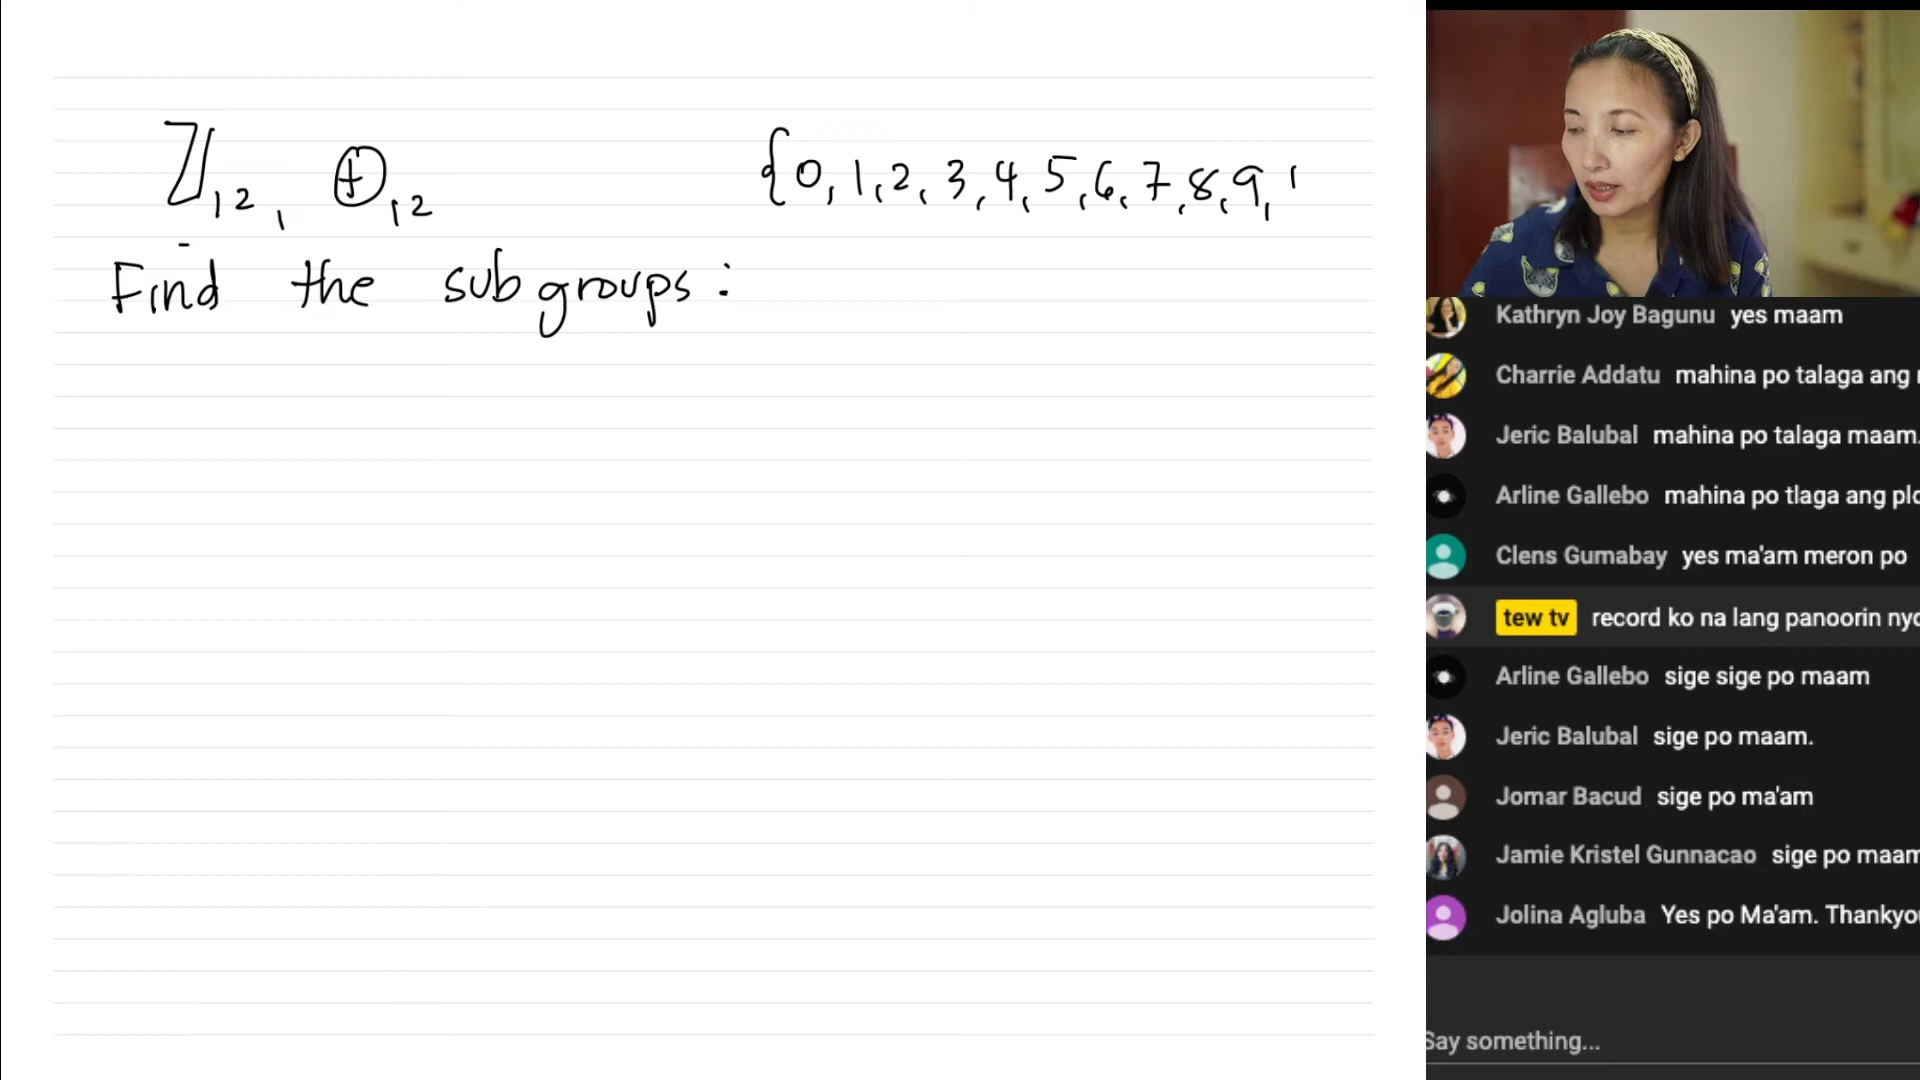 ℤ₁₂, ⊕₁₂
{0, 1, 2, 3, 4, 5, 6, 7, 8, 9, 1
Find the subgroups:
Kathryn Joy Bagunu yes maam
Charrie Addatu mahina po talaga ang
Jeric Balubal mahina po talaga maam.
Arline Gallebo mahina po tlaga ang
Clens Gumabay yes ma'am meron po
tew tv record ko na lang panoorin
Arline Gallebo sige sige po maam
Jeric Balubal sige po maam.
Jomar Bacud sige po ma'am
Jamie Kristel Gunnacao sige po maam
Jolina Agluba Yes po Ma'am.
Say something...